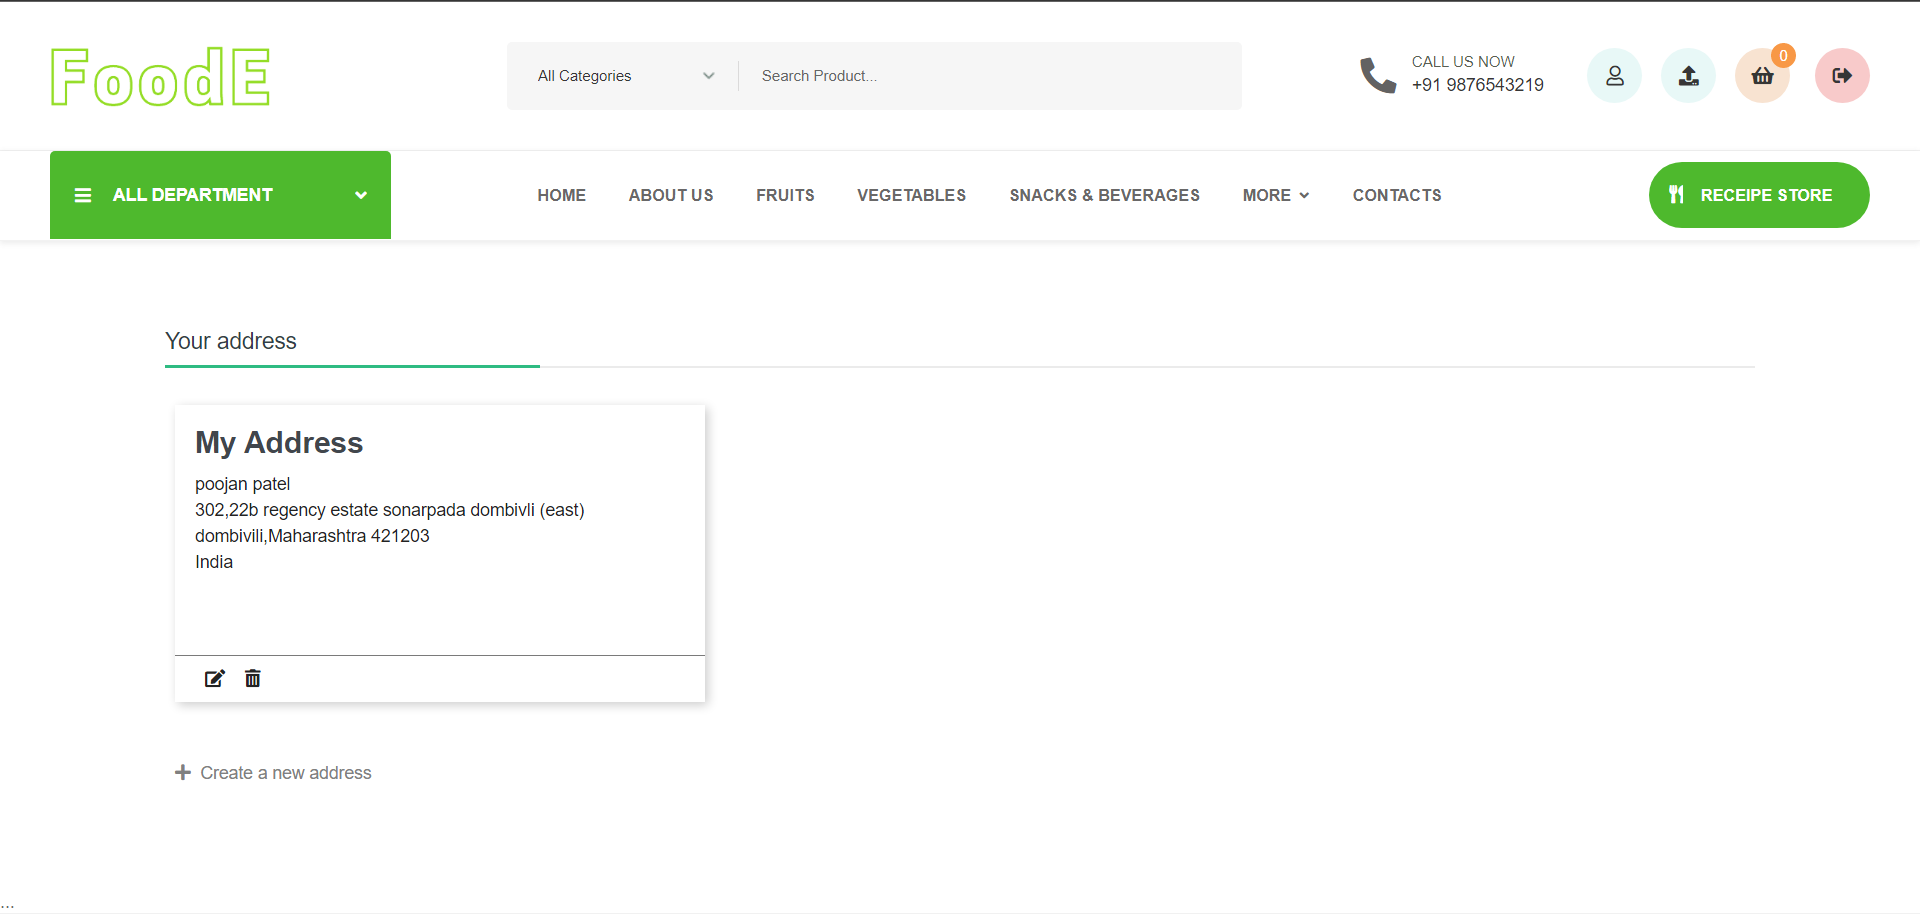 FoodE
All Categories
Search Product...
CALL US NOW
+91 9876543219
0
ALL DEPARTMENT
HOME
ABOUT US
FRUITS
VEGETABLES
SNACKS & BEVERAGES
MORE
CONTACTS
RECEIPE STORE
Your address
My Address
poojan patel
302,22b regency estate sonarpada dombivli (east)
dombivili,Maharashtra 421203
India
Create a new address
...